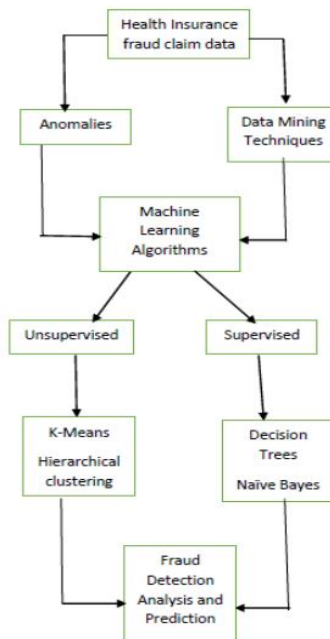 Health Insurance
fraud claim data
Anomalies
Data Mining
Techniques
Machine
Learning
Algorithms
Unsupervised
Supervised
K-Means
Hierarchical
clustering
Decision
Trees
Naïve Bayes
Fraud
Detection
Analysis and
Prediction